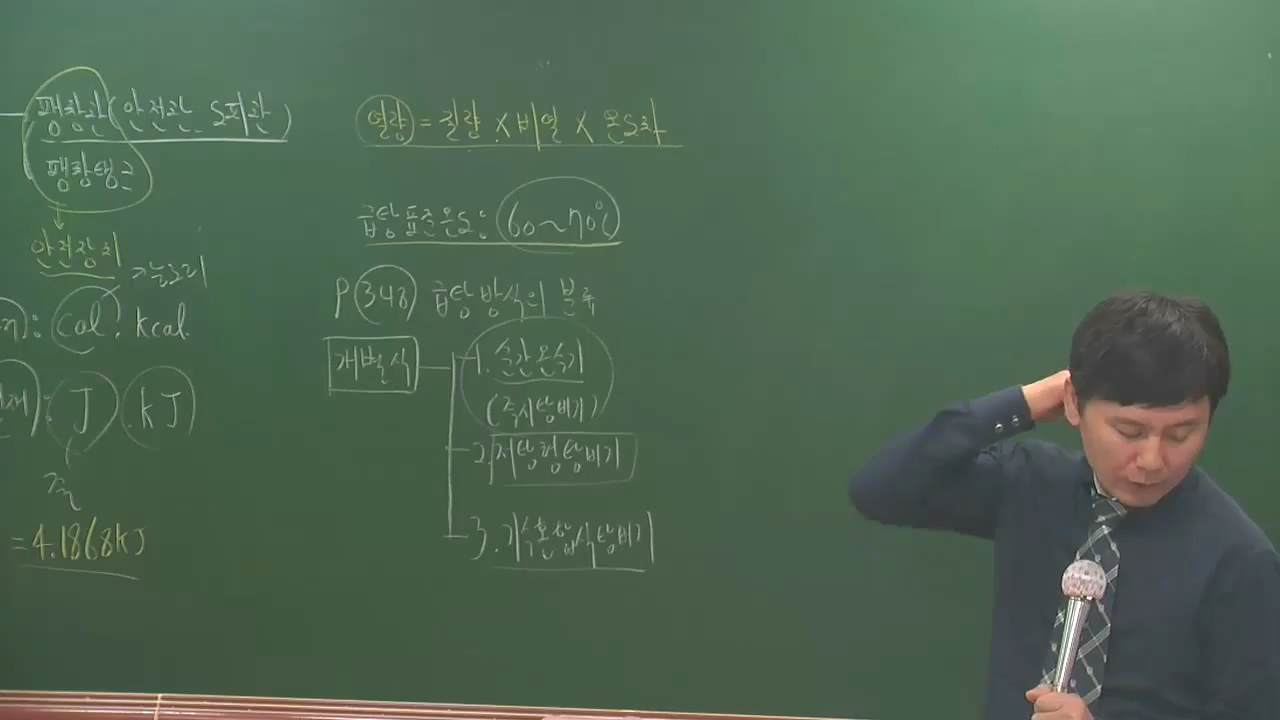 팽창관(안전관. S피관)
팽창탱크
↓
안전장치
→ 눈도리
): cal. kcal
): J .kJ
줄
=4.1868kJ
열량=질량×비열×온도차
급탕표준온도: 60~70℃
P(348) 급탕방식의 분류
개별식
1. 순간온수기
(즉시탕비기)
2. 저탕형탕비기
3. 기수혼합식탕비기